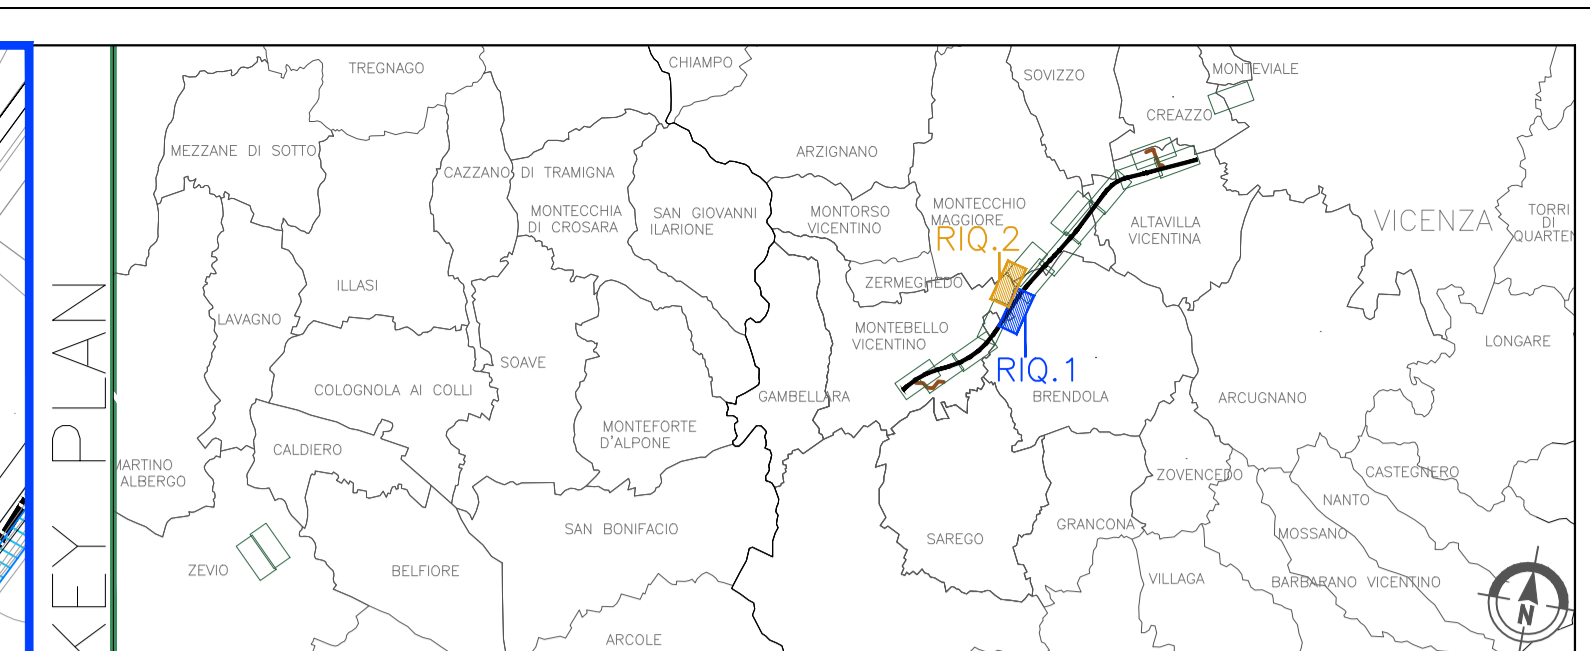 KEY PLAN
TREGNAGO
CHIAMPO
SOVIZZO
MONTEVIALE
CREAZZO
MEZZANE DI SOTTO
ARZIGNANO
CAZZANO DI TRAMIGNA
MONTECCHIA
DI CROSARA
SAN GIOVANNI
ILARIONE
MONTORSO
VICENTINO
MONTECCHIO
MAGGIORE
RIQ.2
ALTAVILLA
VICENTINA
VICENZA
TORRI
DI
QUARTE
ILLASI
ZERMEGHEDO
LAVAGNO
MONTEBELLO
VICENTINO
LONGARE
SOAVE
RIQ.1
COLOGNOLA AI COLLI
GAMBELLARA
BRENDOLA
ARCUGNANO
MONTEFORTE
D'ALPONE
CALDIERO
MARTINO
ALBERGO
ZOVENCEDO
CASTEGNERO
NANTO
SAN BONIFACIO
GRANCONA
MOSSANO
SAREGO
ZEVIO
BELFIORE
VILLAGA
BARBARANO VICENTINO
N
ARCOLE